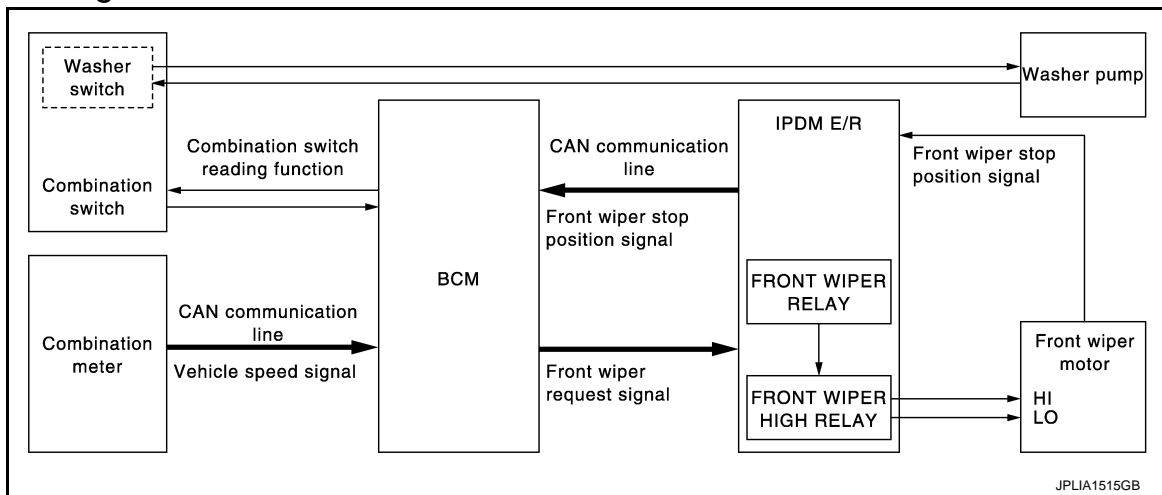 Washer
switch
Washer pump
Combination switch
reading function
Combination
switch
CAN communication
line
Front wiper stop
position signal
IPDM E/R
Front wiper stop
position signal
BCM
Combination
meter
CAN communication
line
Vehicle speed signal
Front wiper
request signal
FRONT WIPER
RELAY
FRONT WIPER
HIGH RELAY
Front wiper
motor
HI
LO
JPLIA1515GB